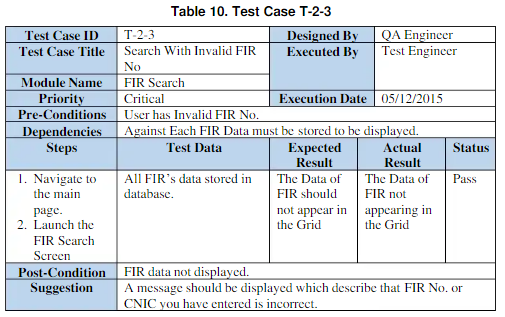 Table 10. Test Case T-2-3
Test Case ID T-2-3 Designed By QA Engineer
Test Case Title Search With Invalid FIR No Executed By Test Engineer
Module Name FIR Search
Priority Critical Execution Date 05/12/2015
Pre-Conditions User has Invalid FIR No.
Dependencies Against Each FIR Data must be stored to be displayed.
Steps Test Data Expected Result Actual Result Status
1. Navigate to the main page.
2. Launch the FIR Search Screen
All FIR's data stored in database.
The Data of FIR should not appear in the Grid
The Data of FIR not appearing in the Grid
Pass
Post-Condition FIR data not displayed.
Suggestion A message should be displayed which describe that FIR No. or
CNIC you have entered is incorrect.